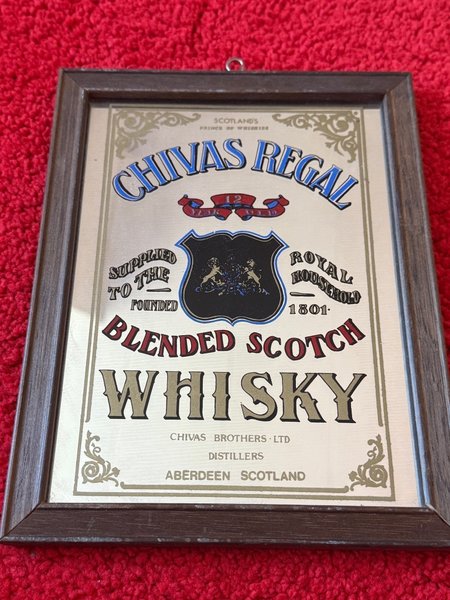 SCOTLAND'S
PRINCE OF WHISKIES
CHIVAS REGAL
12
YEAR OLD
SUPPLIED TO THE
ROYAL HOUSEHOLD
FOUNDED 1801.
BLENDED SCOTCH
WHISKY
CHIVAS BROTHERS · LTD
DISTILLERS
ABERDEEN SCOTLAND